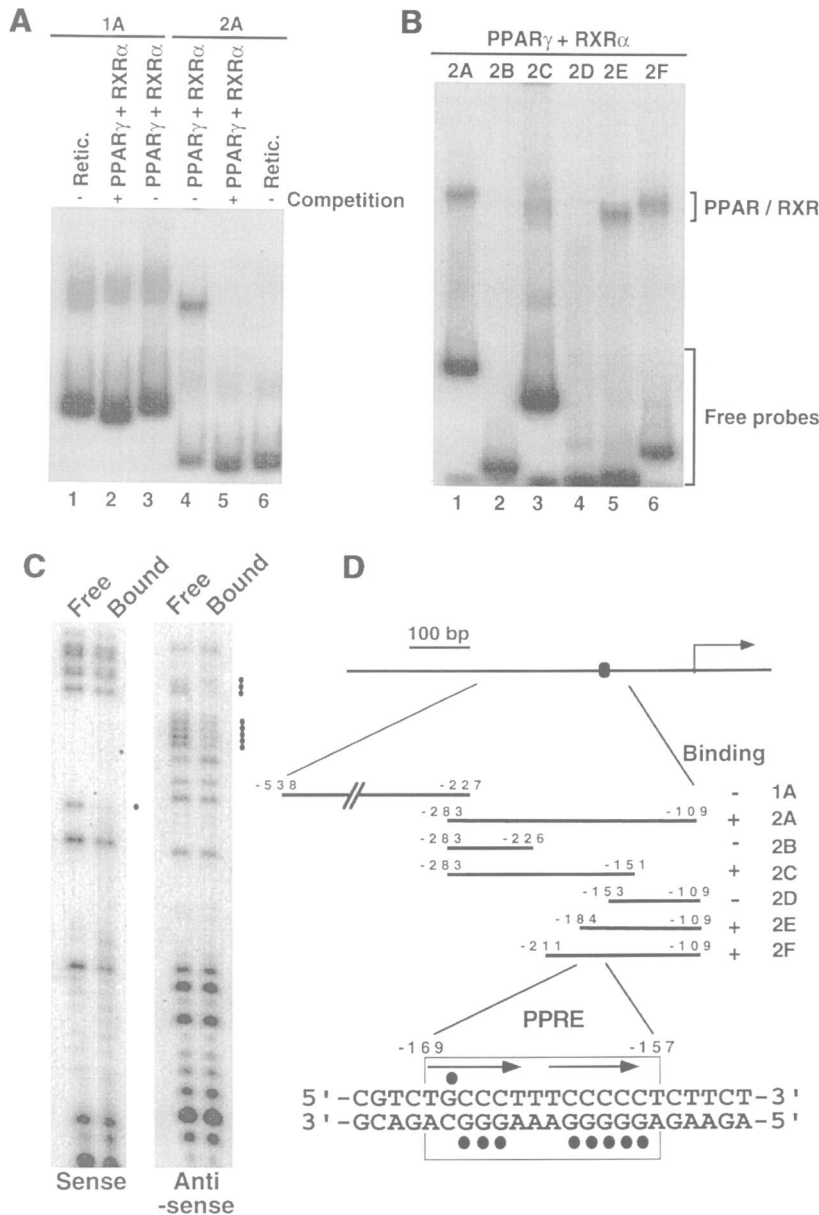 A
1A 2A
- Retic.
+ PPARγ + RXRα
- PPARγ + RXRα
- PPARγ + RXRα
+ PPARγ + RXRα
- Retic.
Competition
1 2 3 4 5 6
B
PPARγ + RXRα
2A 2B 2C 2D 2E 2F
PPAR / RXR
Free probes
1 2 3 4 5 6
C
Free Bound Free Bound
Sense Anti
-sense
D
100 bp
Binding
-538 -227 - 1A
-283 -109 + 2A
-283 -226 - 2B
-283 -151 + 2C
-153 -109 - 2D
-184 -109 + 2E
-211 -109 + 2F
PPRE
-169 -157
5'-CGTCTGCCCTTTCCCCCTCTTCT-3'
3'-GCAGACGGGAAAGGGGGAGAAGA-5'